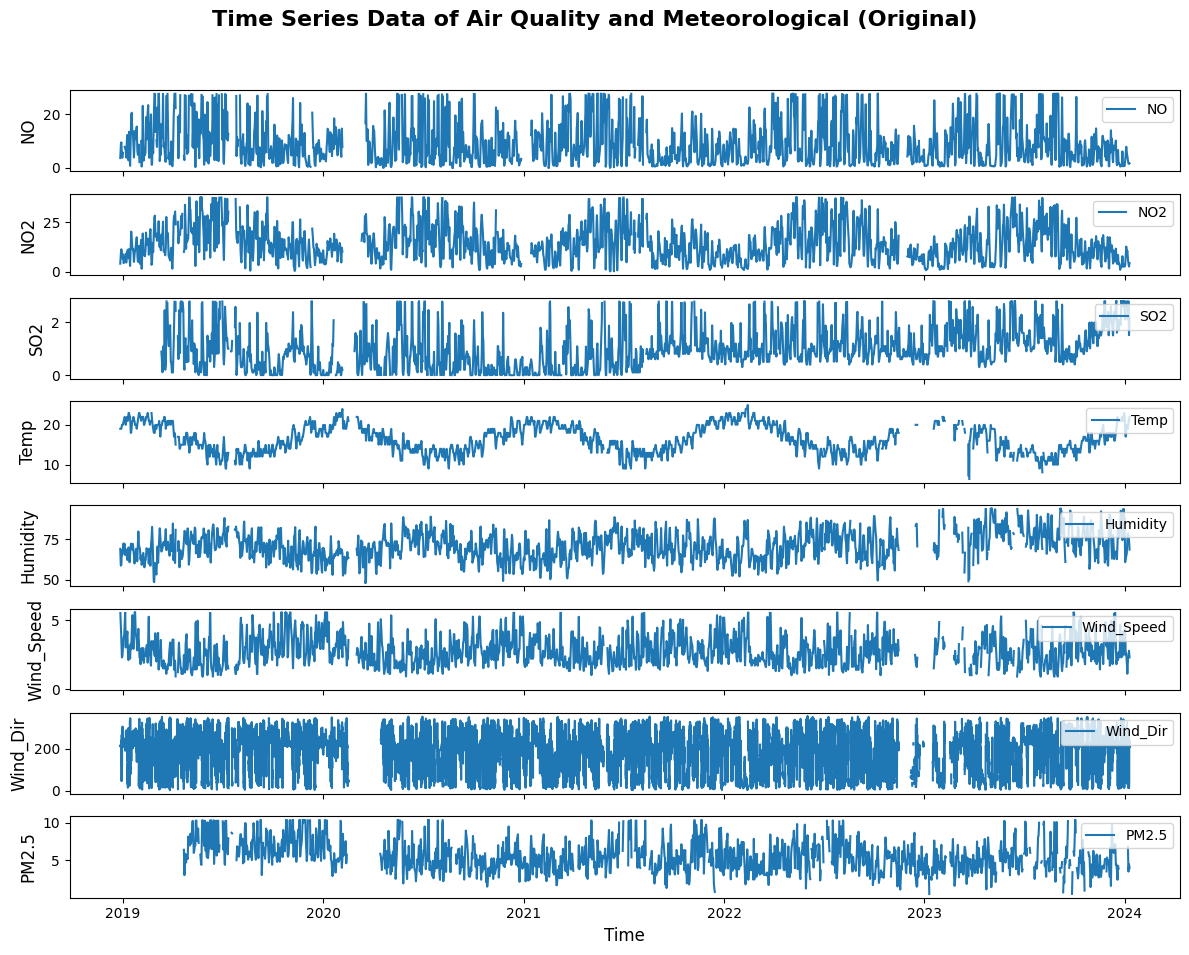 Time Series Data of Air Quality and Meteorological (Original)
NO
20
0
NO
NO2
25
0
NO2
SO2
2
0
SO2
Temp
20
10
Temp
Humidity
75
50
Humidity
Wind_Speed
5
0
Wind_Speed
Wind_Dir
200
0
Wind_Dir
PM2.5
10
5
PM2.5
2019 2020 2021 2022 2023 2024
Time